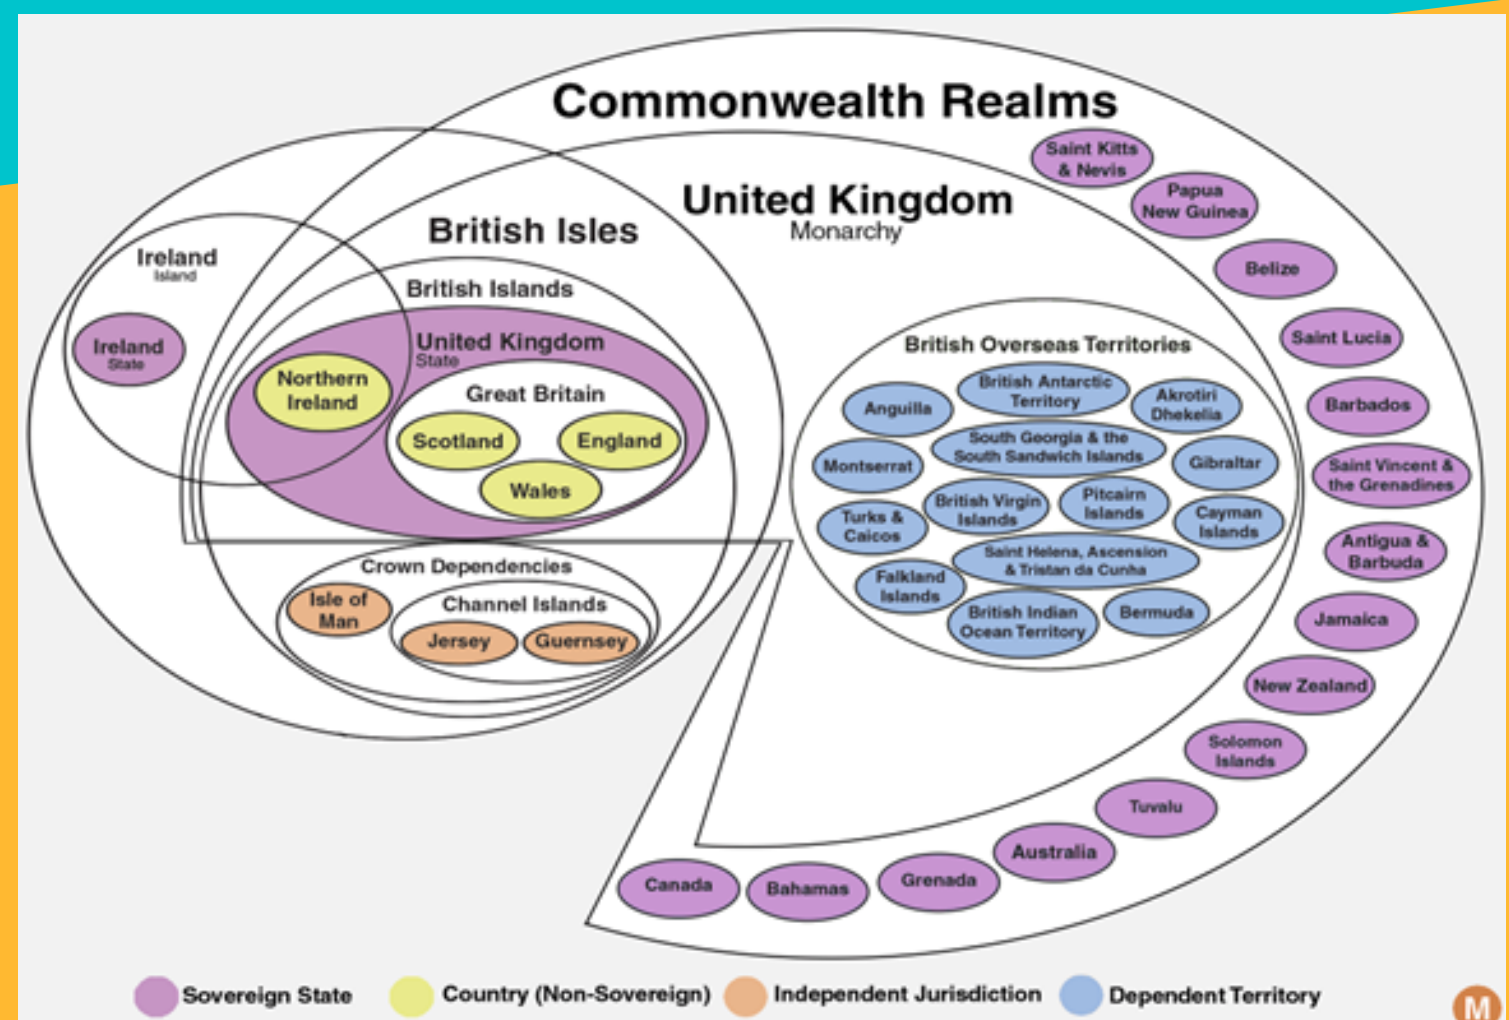 Commonwealth Realms
United Kingdom
Monarchy
British Isles
British Islands
Ireland
Island
Ireland
State
United Kingdom
State
Northern
Ireland
Great Britain
Scotland
England
Wales
Crown Dependencies
Isle of
Man
Channel Islands
Jersey
Guernsey
British Overseas Territories
Anguilla
British Antarctic
Territory
Akrotiri
Dhekelia
South Georgia & the
South Sandwich Islands
Montserrat
Gibraltar
British Virgin
Islands
Pitcairn
Islands
Turks &
Caicos
Cayman
Islands
Saint Helena, Ascension
& Tristan da Cunha
Falkland
Islands
British Indian
Ocean Territory
Bermuda
Saint Kitts
& Nevis
Papua
New Guinea
Belize
Saint Lucia
Barbados
Saint Vincent &
the Grenadines
Antigua &
Barbuda
Jamaica
New Zealand
Solomon
Islands
Tuvalu
Australia
Grenada
Bahamas
Canada
Sovereign State
Country (Non-Sovereign)
Independent Jurisdiction
Dependent Territory
M